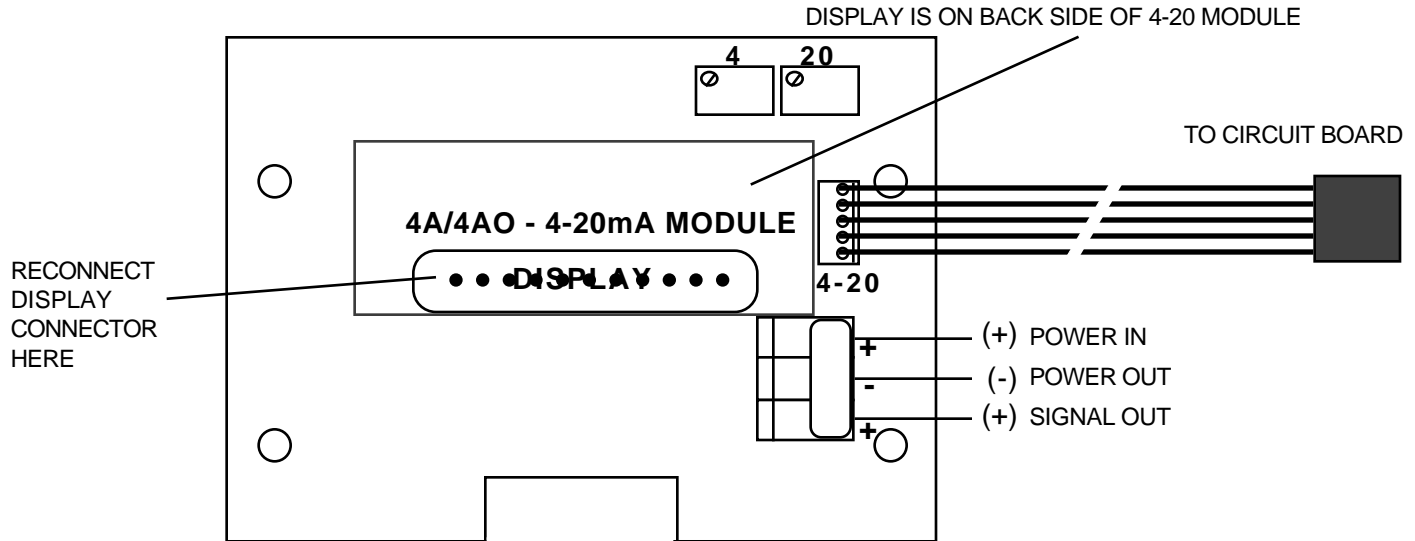 DISPLAY IS ON BACK SIDE OF 4-20 MODULE
4 20
TO CIRCUIT BOARD
4A/4AO - 4-20mA MODULE
DISPLAY
RECONNECT
DISPLAY
CONNECTOR
HERE
4-20
+ (+) POWER IN
- (-) POWER OUT
+ (+) SIGNAL OUT